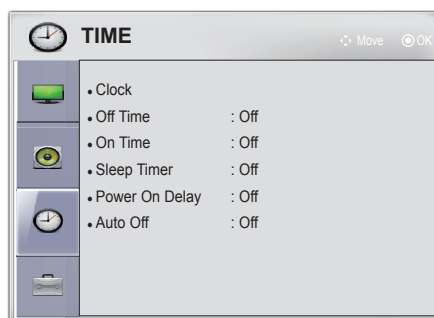 TIME Move OK
• Clock
• Off Time : Off
• On Time : Off
• Sleep Timer : Off
• Power On Delay : Off
• Auto Off : Off